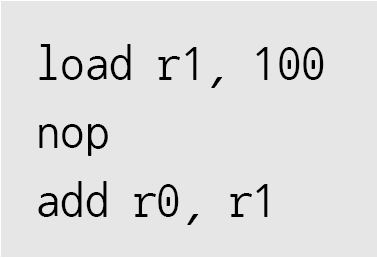 load r1, 100
nop
add r0, r1